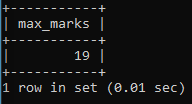 +-----------+
| max_marks |
+-----------+
|        19 |
+-----------+
1 row in set (0.01 sec)